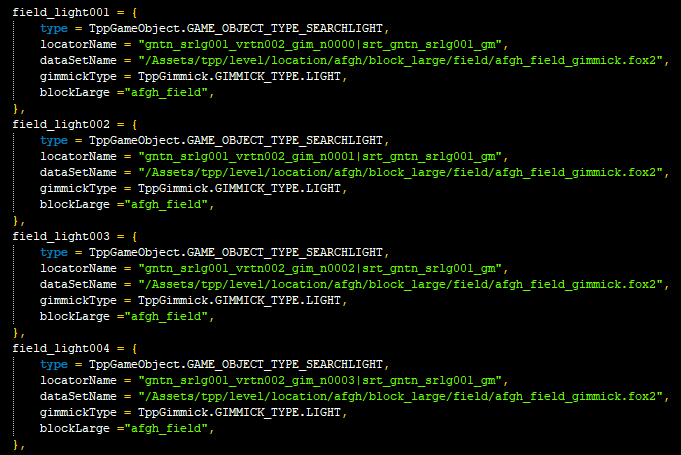 field_light001 = {
    type = TppGameObject.GAME_OBJECT_TYPE_SEARCHLIGHT,
    locatorName = "gntn_srlg001_vrtn002_gim_n0000|srt_gntn_srlg001_gm",
    dataSetName = "/Assets/tpp/level/location/afgh/block_large/field/afgh_field_gimmick.fox2",
    gimmickType = TppGimmick.GIMMICK_TYPE.LIGHT,
    blockLarge ="afgh_field",
},
field_light002 = {
    type = TppGameObject.GAME_OBJECT_TYPE_SEARCHLIGHT,
    locatorName = "gntn_srlg001_vrtn002_gim_n0001|srt_gntn_srlg001_gm",
    dataSetName = "/Assets/tpp/level/location/afgh/block_large/field/afgh_field_gimmick.fox2",
    gimmickType = TppGimmick.GIMMICK_TYPE.LIGHT,
    blockLarge ="afgh_field",
},
field_light003 = {
    type = TppGameObject.GAME_OBJECT_TYPE_SEARCHLIGHT,
    locatorName = "gntn_srlg001_vrtn002_gim_n0002|srt_gntn_srlg001_gm",
    dataSetName = "/Assets/tpp/level/location/afgh/block_large/field/afgh_field_gimmick.fox2",
    gimmickType = TppGimmick.GIMMICK_TYPE.LIGHT,
    blockLarge ="afgh_field",
},
field_light004 = {
    type = TppGameObject.GAME_OBJECT_TYPE_SEARCHLIGHT,
    locatorName = "gntn_srlg001_vrtn002_gim_n0003|srt_gntn_srlg001_gm",
    dataSetName = "/Assets/tpp/level/location/afgh/block_large/field/afgh_field_gimmick.fox2",
    gimmickType = TppGimmick.GIMMICK_TYPE.LIGHT,
    blockLarge ="afgh_field",
},